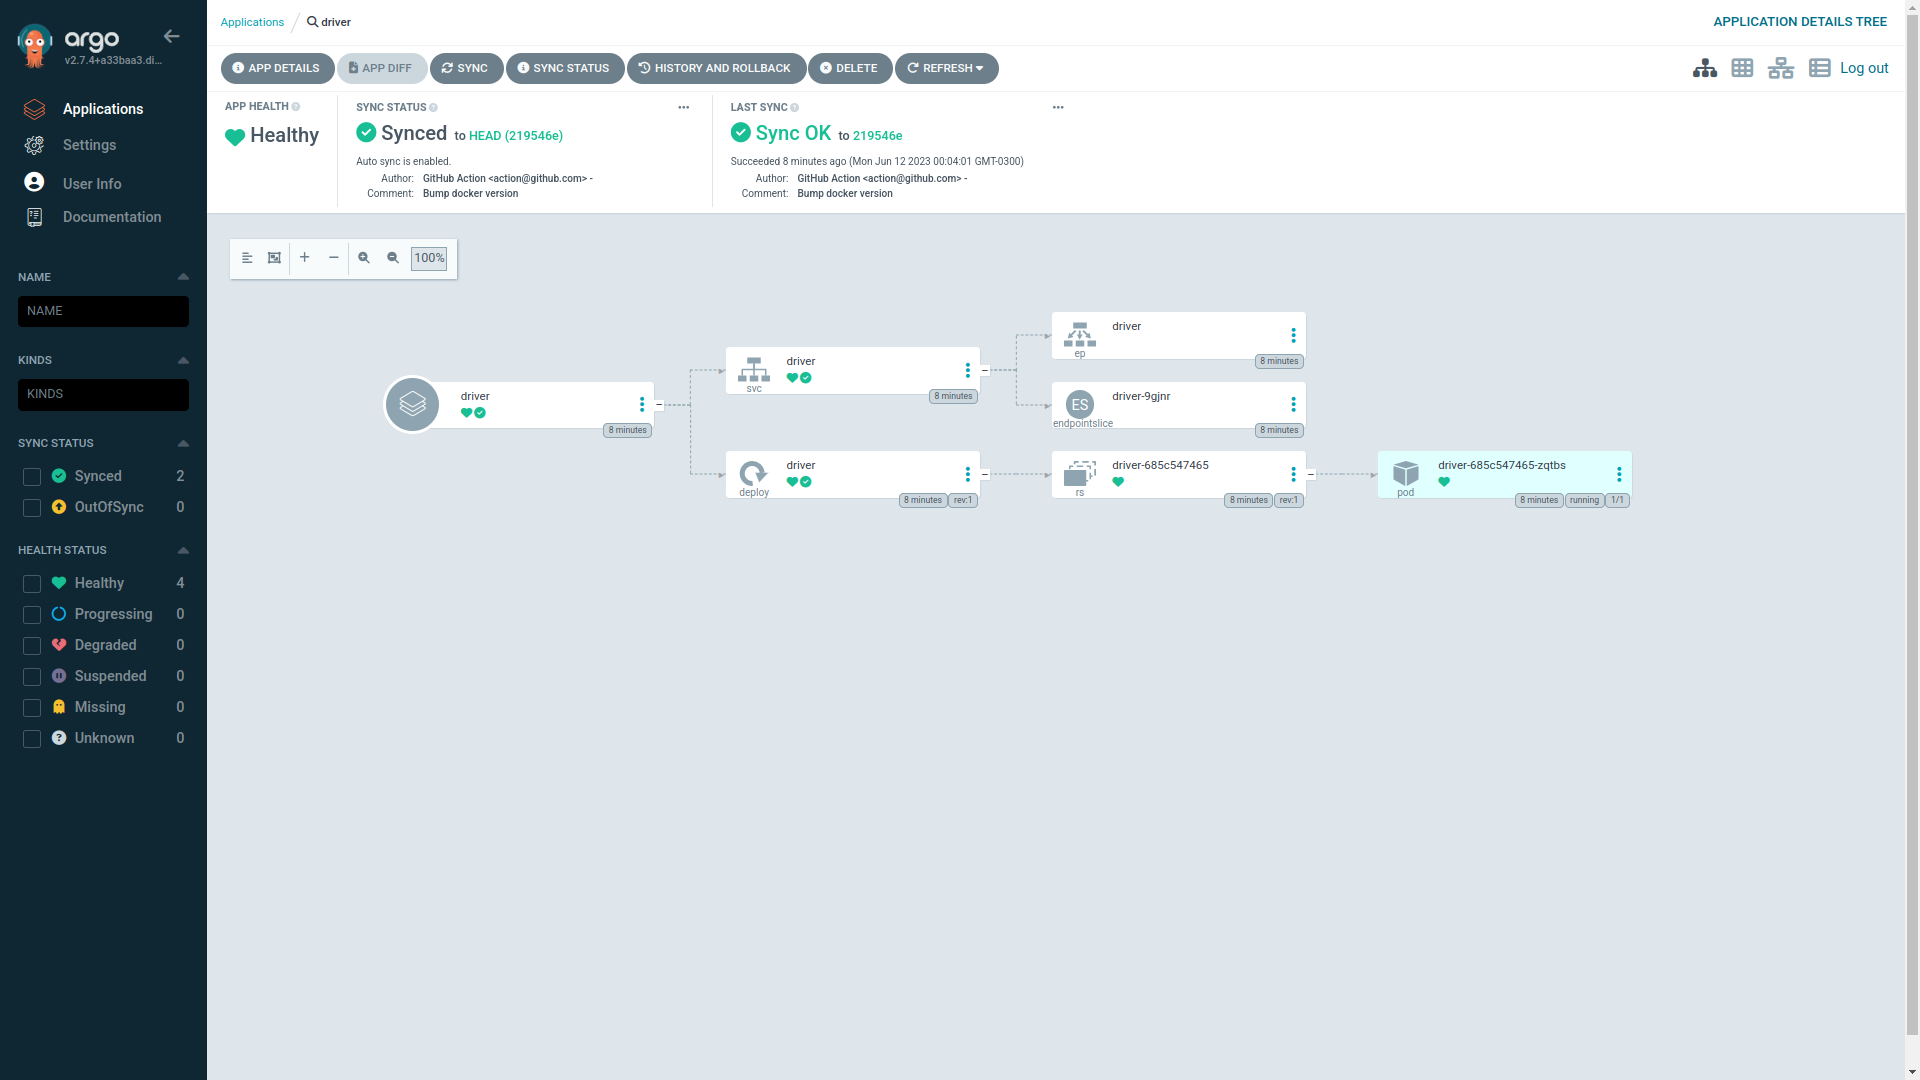 argo
v2.7.4+a33baa3.di...
Applications
Settings
User Info
Documentation
NAME
NAME
KINDS
KINDS
SYNC STATUS
Synced 2
OutOfSync 0
HEALTH STATUS
Healthy 4
Progressing 0
Degraded 0
Suspended 0
Missing 0
Unknown 0
Applications / driver
APPLICATION DETAILS TREE
APP DETAILS
APP DIFF
SYNC
SYNC STATUS
HISTORY AND ROLLBACK
DELETE
REFRESH
Log out
APP HEALTH
Healthy
SYNC STATUS
Synced to HEAD (219546e)
Auto sync is enabled.
Author: GitHub Action <action@github.com> -
Comment: Bump docker version
LAST SYNC
Sync OK to 219546e
Succeeded 8 minutes ago (Mon Jun 12 2023 00:04:01 GMT-0300)
Author: GitHub Action <action@github.com> -
Comment: Bump docker version
100%
driver
8 minutes
driver
svc
8 minutes
driver
ep
8 minutes
ES
driver-9gjnr
endpointslice
8 minutes
driver
deploy
8 minutes rev:1
driver-685c547465
rs
8 minutes rev:1
driver-685c547465-zqtbs
pod
8 minutes running 1/1